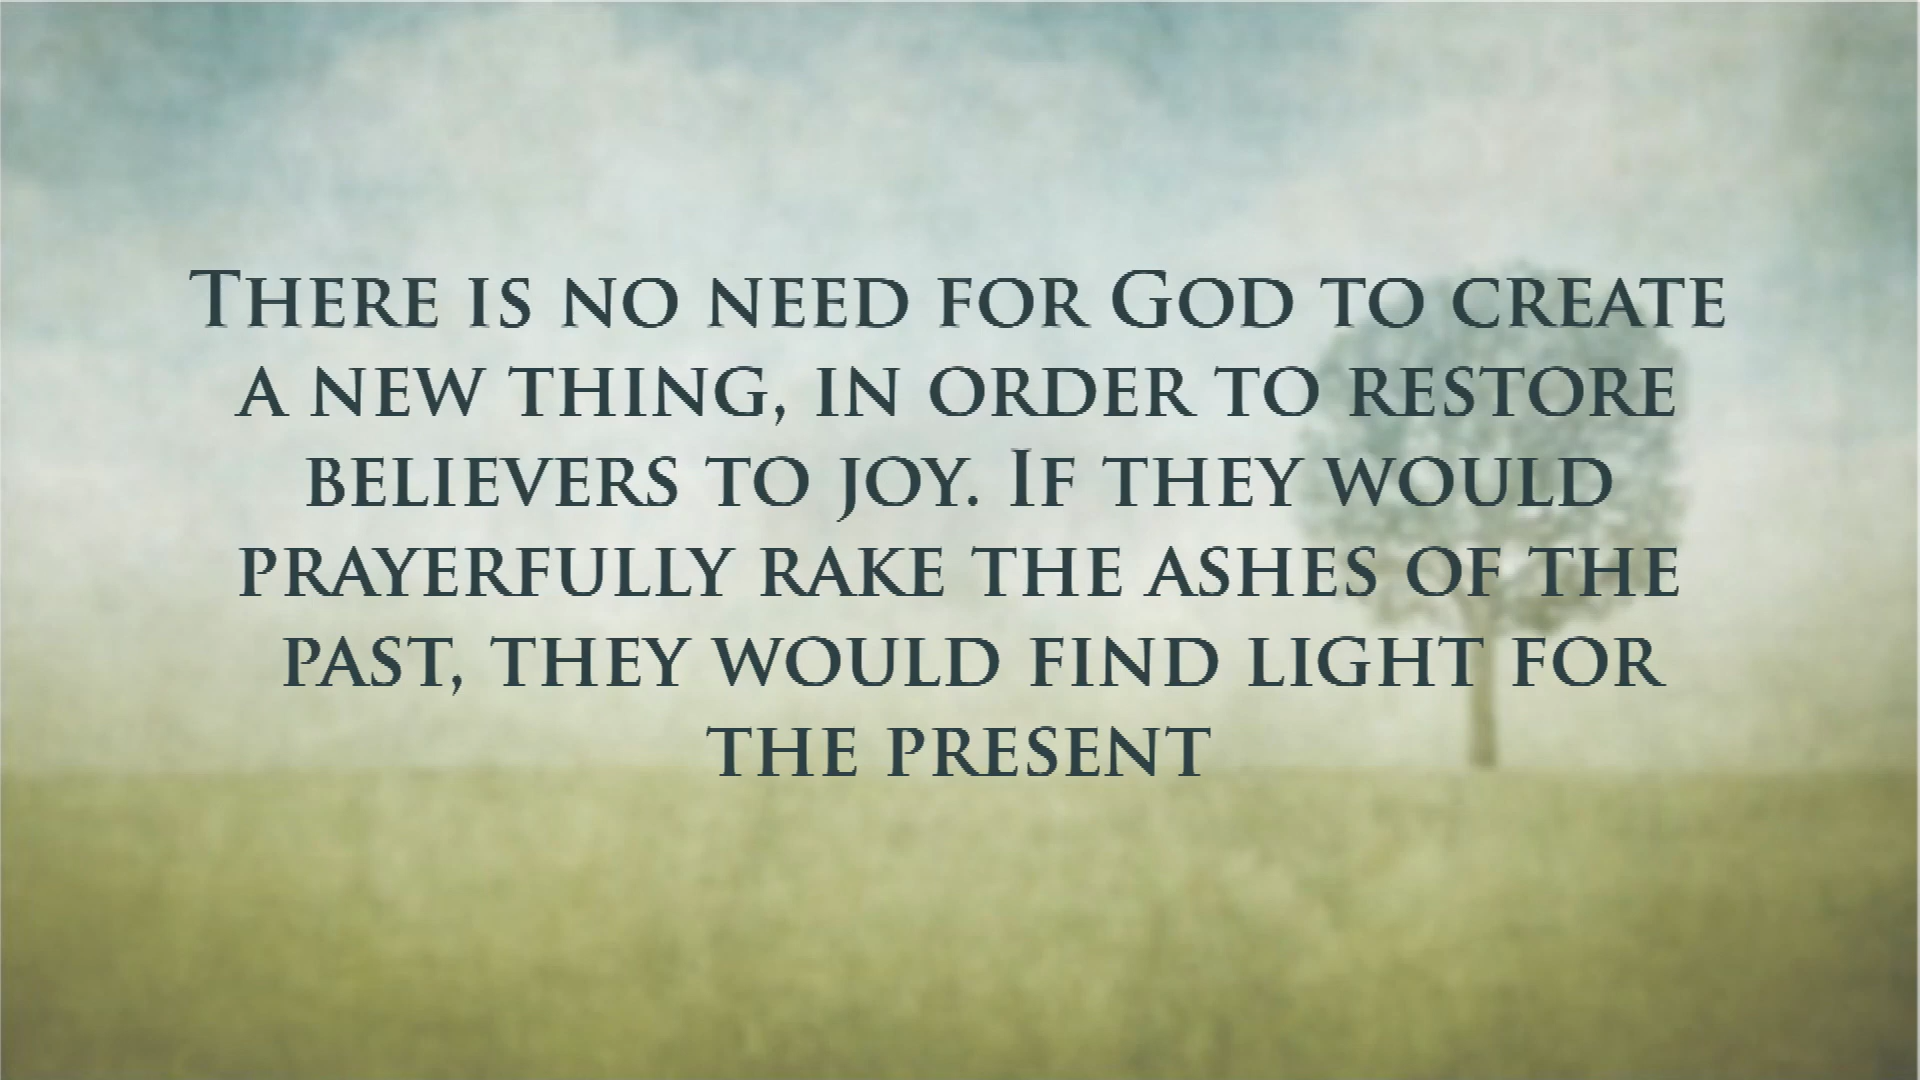 There is no need for God to create
a new thing, in order to restore
believers to joy. If they would
prayerfully rake the ashes of the
past, they would find light for
the present